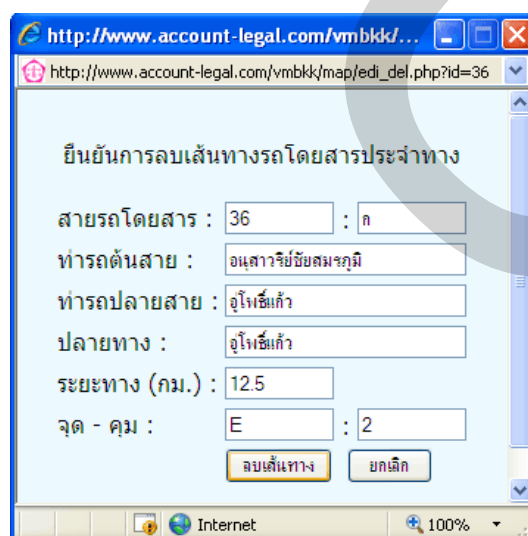 http://www.account-legal.com/vmbkk/...
http://www.account-legal.com/vmbkk/map/edi_del.php?id=36
ยืนยันการลบเส้นทางรถโดยสารประจำทาง
สายรถโดยสาร : 36 : ก
ท่ารถต้นสาย : อนุสาวรีย์ชัยสมรภูมิ
ท่ารถปลายสาย : อู่โพธิ์แก้ว
ปลายทาง : อู่โพธิ์แก้ว
ระยะทาง (กม.) : 12.5
จุด - คุม : E : 2
ลบเส้นทาง ยกเลิก
Internet 100%